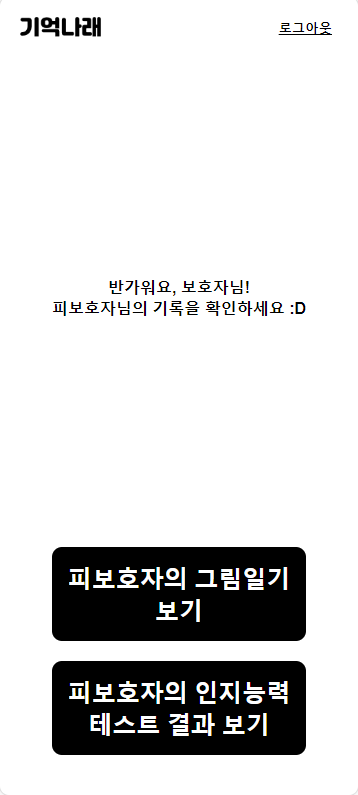 기억나래
로그아웃
반가워요, 보호자님!
피보호자님의 기록을 확인하세요 :D
피보호자의 그림일기
보기
피보호자의 인지능력
테스트 결과 보기